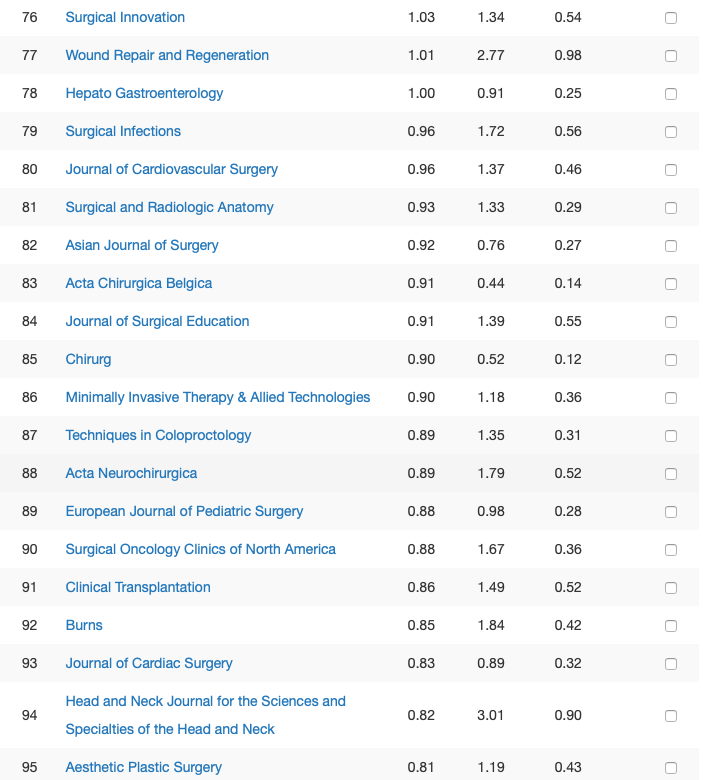 76 Surgical Innovation 1.03 1.34 0.54
77 Wound Repair and Regeneration 1.01 2.77 0.98
78 Hepato Gastroenterology 1.00 0.91 0.25
79 Surgical Infections 0.96 1.72 0.56
80 Journal of Cardiovascular Surgery 0.96 1.37 0.46
81 Surgical and Radiologic Anatomy 0.93 1.33 0.29
82 Asian Journal of Surgery 0.92 0.76 0.27
83 Acta Chirurgica Belgica 0.91 0.44 0.14
84 Journal of Surgical Education 0.91 1.39 0.55
85 Chirurg 0.90 0.52 0.12
86 Minimally Invasive Therapy & Allied Technologies 0.90 1.18 0.36
87 Techniques in Coloproctology 0.89 1.35 0.31
88 Acta Neurochirurgica 0.89 1.79 0.52
89 European Journal of Pediatric Surgery 0.88 0.98 0.28
90 Surgical Oncology Clinics of North America 0.88 1.67 0.36
91 Clinical Transplantation 0.86 1.49 0.52
92 Burns 0.85 1.84 0.42
93 Journal of Cardiac Surgery 0.83 0.89 0.32
94 Head and Neck Journal for the Sciences and
Specialties of the Head and Neck 0.82 3.01 0.90
95 Aesthetic Plastic Surgery 0.81 1.19 0.43